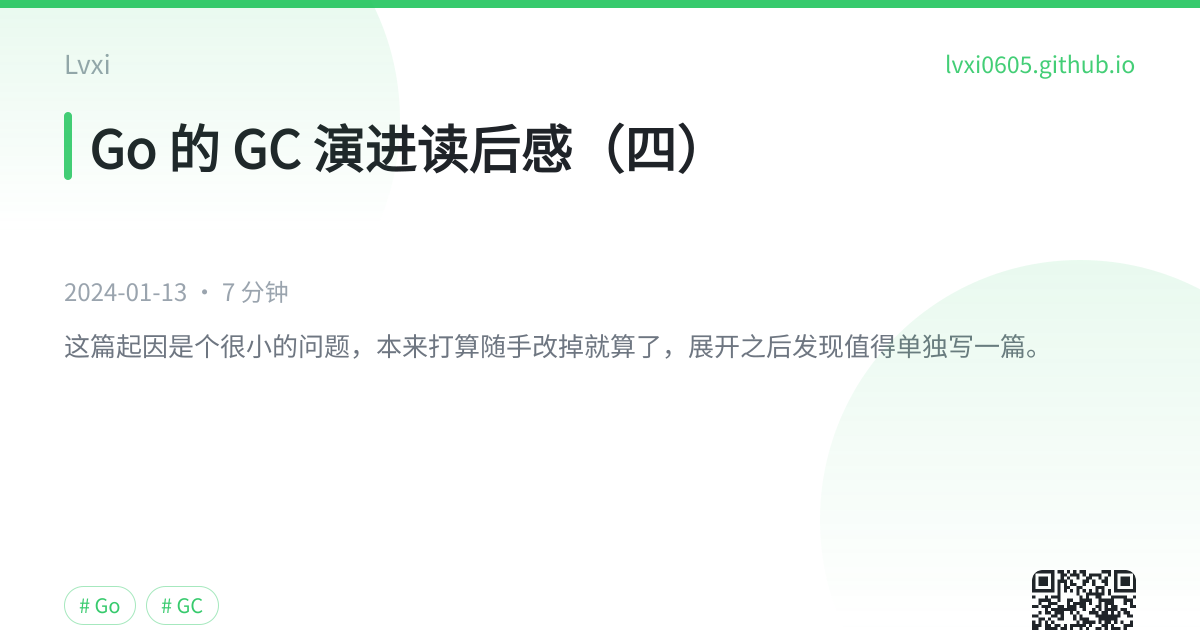 Lvxi
lvxi0605.github.io
Go 的 GC 演进读后感（四）
2024-01-13 · 7 分钟
这篇起因是个很小的问题，本来打算随手改掉就算了，展开之后发现值得单独写一篇。
# Go
# GC